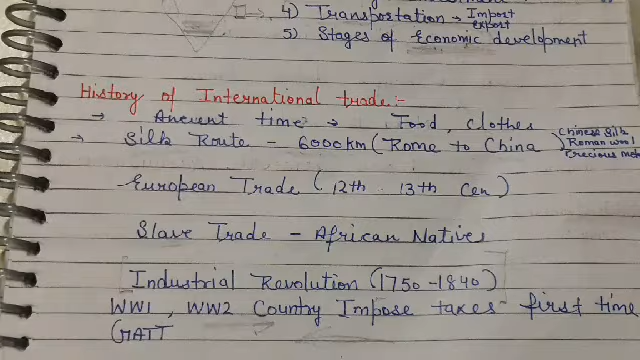 4) Transportation → Import
export
5) Stages of Economic development
History of International trade:-
→ Ancient time → Food, clothes
→ Silk Route - 6000km (Rome to China) Chinese Silk
Roman wool
Precious met
European Trade (12th - 13th Cen)
Slave Trade - African Natives
Industrial Revolution (1750-1840)
WW1, WW2 Country Impose taxes first time
GATT